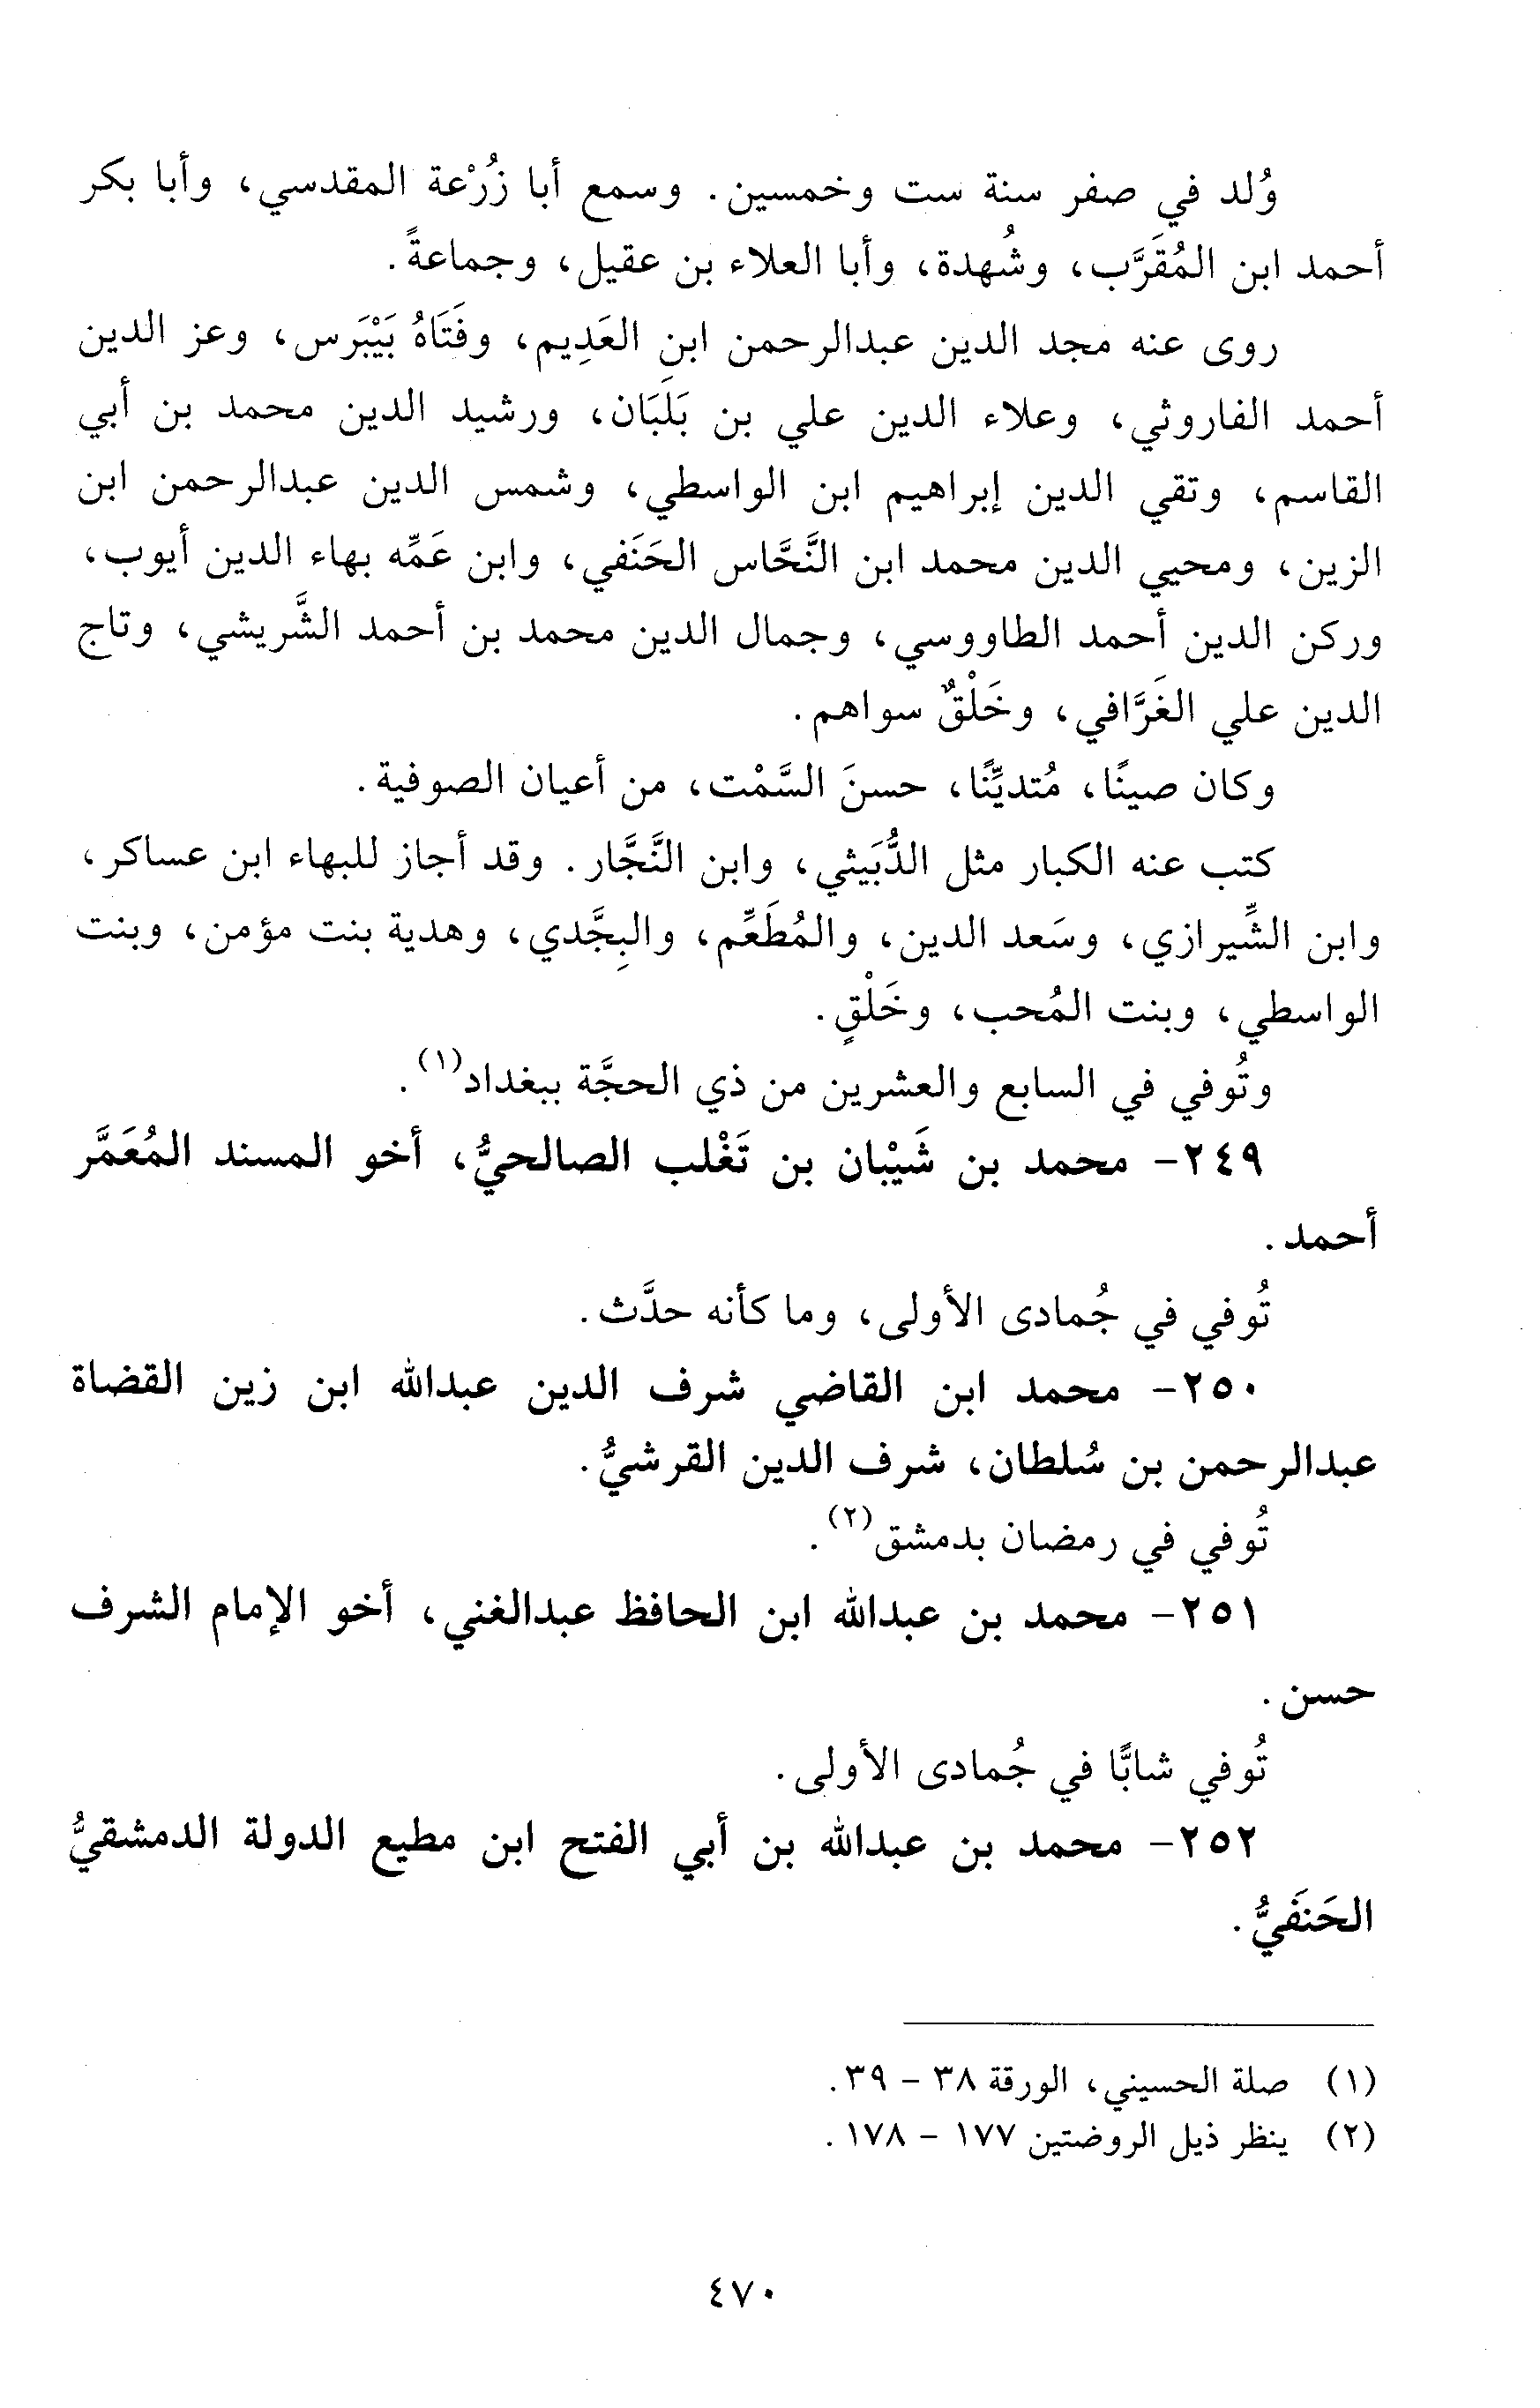 وُلد في صفر سنة ست وخمسين. وسمع أبا زُرْعة المقدسي، وأبا بكر
أحمد ابن المُقَرَّب، وشُهدة، وأبا العلاء بن عقيل، وجماعةً.
روى عنه مجد الدين عبدالرحمن ابن العَدِيم، وفَتَاهُ بَيْبَرس، وعز الدين
أحمد الفاروثي، وعلاء الدين علي بن بَلَبَان، ورشيد الدين محمد بن أبي
القاسم، وتقي الدين إبراهيم ابن الواسطي، وشمس الدين عبدالرحمن ابن
الزين، ومحيي الدين محمد ابن النَّحَّاس الحَنَفي، وابن عَمِّه بهاء الدين أيوب،
وركن الدين أحمد الطاووسي، وجمال الدين محمد بن أحمد الشَّريشي، وتاج
الدين علي الغَرَّافي، وخَلْقٌ سواهم.
وكان صينًا، مُتديِّنًا، حسنَ السَّمْت، من أعيان الصوفية.
كتب عنه الكبار مثل الدُّبَيثي، وابن النَّجَّار. وقد أجاز للبهاء ابن عساكر،
وابن الشِّيرازي، وسَعد الدين، والمُطَعِّم، والبِجَّدي، وهدية بنت مؤمن، وبنت
الواسطي، وبنت المُحب، وخَلْقٍ.
وتُوفي في السابع والعشرين من ذي الحجَّة ببغداد(١).
٢٤٩- محمد بن شَيْبان بن تَغْلب الصالحيُّ، أخو المسند المُعَمَّر
أحمد.
تُوفي في جُمادى الأولى، وما كأنه حدَّث.
٢٥٠- محمد ابن القاضي شرف الدين عبدالله ابن زين القضاة
عبدالرحمن بن سُلطان، شرف الدين القرشيُّ.
تُوفي في رمضان بدمشق(٢).
٢٥١- محمد بن عبدالله ابن الحافظ عبدالغني، أخو الإمام الشرف
حسن.
تُوفي شابًّا في جُمادى الأولى.
٢٥٢- محمد بن عبدالله بن أبي الفتح ابن مطيع الدولة الدمشقيُّ
الحَنَفيُّ.
(١) صلة الحسيني، الورقة ٣٨ - ٣٩.
(٢) ينظر ذيل الروضتين ١٧٧ - ١٧٨.
٤٧٠